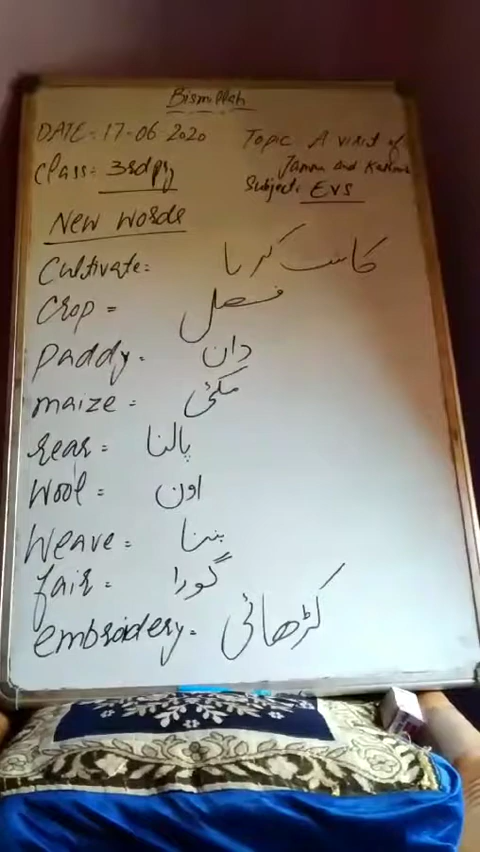 Bismillah
DATE: 17-06-2020
Topic A visit of
Jammu and Kashmir
Class: 3rd pry
Subject: EVS
New words
Cultivate = کاشت کرنا
Crop = فصل
Paddy = دان
maize = مکئی
rear = پالنا
Wool = اون
Weave = بننا
fair = گورا
embroidery = کڑھائی